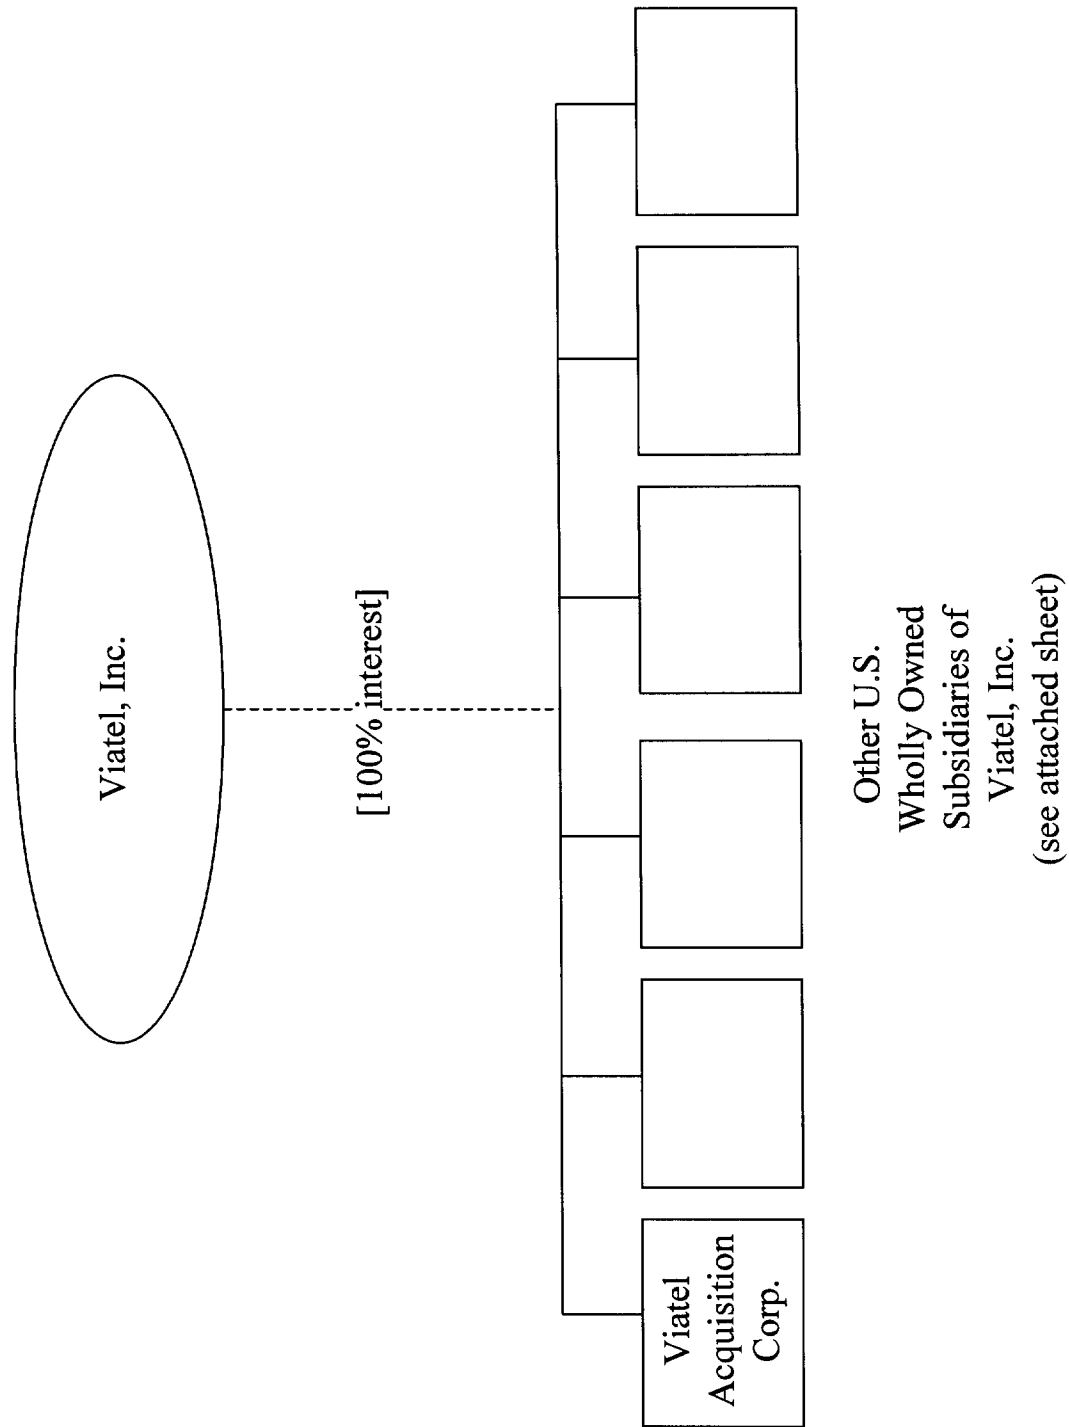 Viatel, Inc.
[100% interest]
Viatel
Acquisition
Corp.
Other U.S.
Wholly Owned
Subsidiaries of
Viatel, Inc.
(see attached sheet)